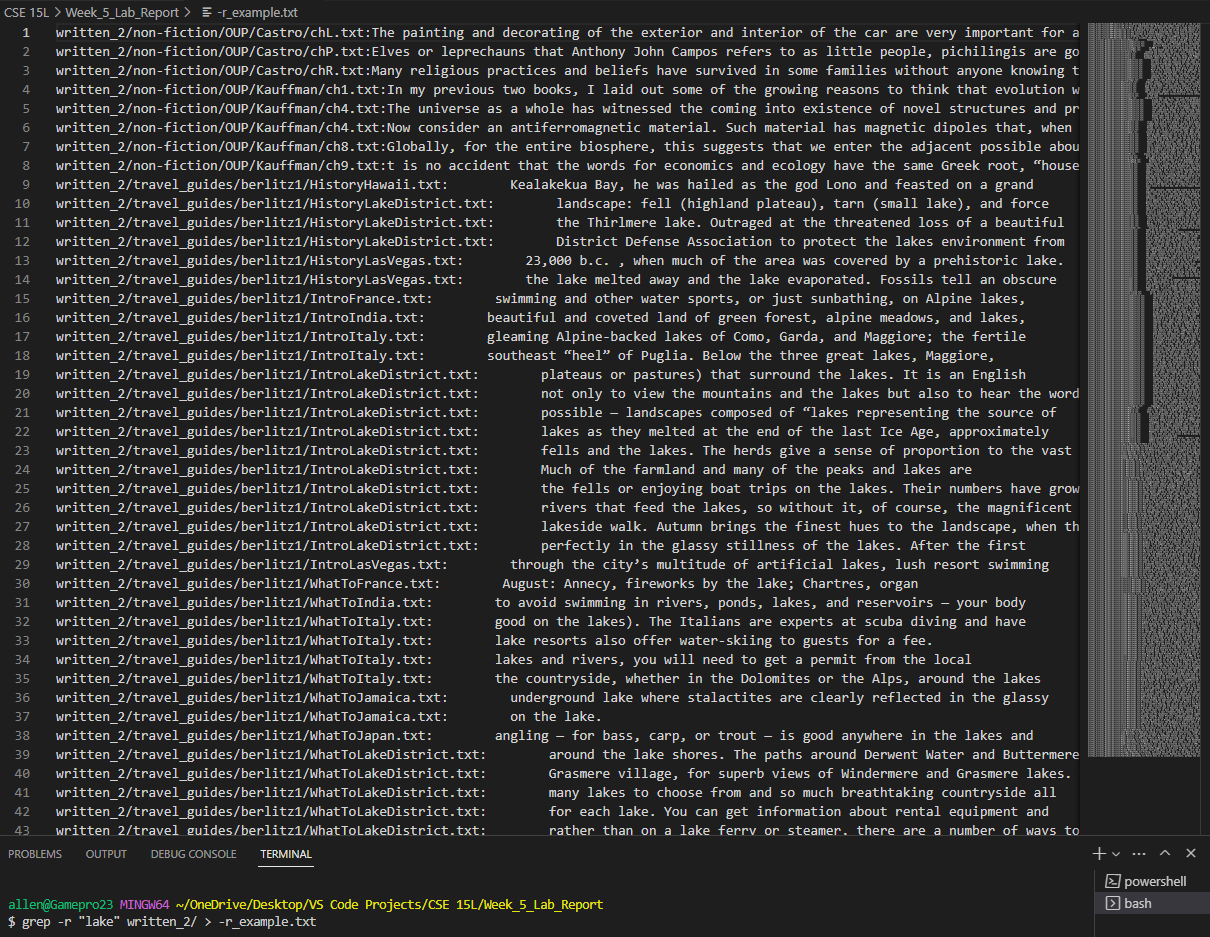 CSE 15L > Week_5_Lab_Report > -r_example.txt
1 written_2/non-fiction/OUP/Castro/chL.txt:The painting and decorating of the exterior and interior of the car are very important for a
2 written_2/non-fiction/OUP/Castro/chP.txt:Elves or leprechauns that Anthony John Campos refers to as little people, pichilingis are go
3 written_2/non-fiction/OUP/Castro/chR.txt:Many religious practices and beliefs have survived in some families without anyone knowing t
4 written_2/non-fiction/OUP/Kauffman/ch1.txt:In my previous two books, I laid out some of the growing reasons to think that evolution w
5 written_2/non-fiction/OUP/Kauffman/ch4.txt:The universe as a whole has witnessed the coming into existence of novel structures and pr
6 written_2/non-fiction/OUP/Kauffman/ch4.txt:Now consider an antiferromagnetic material. Such material has magnetic dipoles that, when
7 written_2/non-fiction/OUP/Kauffman/ch8.txt:Globally, for the entire biosphere, this suggests that we enter the adjacent possible abou
8 written_2/non-fiction/OUP/Kauffman/ch9.txt:t is no accident that the words for economics and ecology have the same Greek root, “house
9 written_2/travel_guides/berlitz1/HistoryHawaii.txt: Kealakekua Bay, he was hailed as the god Lono and feasted on a grand
10 written_2/travel_guides/berlitz1/HistoryLakeDistrict.txt: landscape: fell (highland plateau), tarn (small lake), and force
11 written_2/travel_guides/berlitz1/HistoryLakeDistrict.txt: the Thirlmere lake. Outraged at the threatened loss of a beautiful
12 written_2/travel_guides/berlitz1/HistoryLakeDistrict.txt: District Defense Association to protect the lakes environment from
13 written_2/travel_guides/berlitz1/HistoryLasVegas.txt: 23,000 b.c. , when much of the area was covered by a prehistoric lake.
14 written_2/travel_guides/berlitz1/HistoryLasVegas.txt: the lake melted away and the lake evaporated. Fossils tell an obscure
15 written_2/travel_guides/berlitz1/IntroFrance.txt: swimming and other water sports, or just sunbathing, on Alpine lakes,
16 written_2/travel_guides/berlitz1/IntroIndia.txt: beautiful and coveted land of green forest, alpine meadows, and lakes,
17 written_2/travel_guides/berlitz1/IntroItaly.txt: gleaming Alpine-backed lakes of Como, Garda, and Maggiore; the fertile
18 written_2/travel_guides/berlitz1/IntroItaly.txt: southeast “heel” of Puglia. Below the three great lakes, Maggiore,
19 written_2/travel_guides/berlitz1/IntroLakeDistrict.txt: plateaus or pastures) that surround the lakes. It is an English
20 written_2/travel_guides/berlitz1/IntroLakeDistrict.txt: not only to view the mountains and the lakes but also to hear the word
21 written_2/travel_guides/berlitz1/IntroLakeDistrict.txt: possible — landscapes composed of “lakes representing the source of
22 written_2/travel_guides/berlitz1/IntroLakeDistrict.txt: lakes as they melted at the end of the last Ice Age, approximately
23 written_2/travel_guides/berlitz1/IntroLakeDistrict.txt: fells and the lakes. The herds give a sense of proportion to the vast
24 written_2/travel_guides/berlitz1/IntroLakeDistrict.txt: Much of the farmland and many of the peaks and lakes are
25 written_2/travel_guides/berlitz1/IntroLakeDistrict.txt: the fells or enjoying boat trips on the lakes. Their numbers have grow
26 written_2/travel_guides/berlitz1/IntroLakeDistrict.txt: rivers that feed the lakes, so without it, of course, the magnificent
27 written_2/travel_guides/berlitz1/IntroLakeDistrict.txt: lakeside walk. Autumn brings the finest hues to the landscape, when th
28 written_2/travel_guides/berlitz1/IntroLakeDistrict.txt: perfectly in the glassy stillness of the lakes. After the first
29 written_2/travel_guides/berlitz1/IntroLasVegas.txt: through the city’s multitude of artificial lakes, lush resort swimming
30 written_2/travel_guides/berlitz1/WhatToFrance.txt: August: Annecy, fireworks by the lake; Chartres, organ
31 written_2/travel_guides/berlitz1/WhatToIndia.txt: to avoid swimming in rivers, ponds, lakes, and reservoirs — your body
32 written_2/travel_guides/berlitz1/WhatToItaly.txt: good on the lakes). The Italians are experts at scuba diving and have
33 written_2/travel_guides/berlitz1/WhatToItaly.txt: lake resorts also offer water-skiing to guests for a fee.
34 written_2/travel_guides/berlitz1/WhatToItaly.txt: lakes and rivers, you will need to get a permit from the local
35 written_2/travel_guides/berlitz1/WhatToItaly.txt: the countryside, whether in the Dolomites or the Alps, around the lakes
36 written_2/travel_guides/berlitz1/WhatToJamaica.txt: underground lake where stalactites are clearly reflected in the glassy
37 written_2/travel_guides/berlitz1/WhatToJamaica.txt: on the lake.
38 written_2/travel_guides/berlitz1/WhatToJapan.txt: angling — for bass, carp, or trout — is good anywhere in the lakes and
39 written_2/travel_guides/berlitz1/WhatToLakeDistrict.txt: around the lake shores. The paths around Derwent Water and Buttermere
40 written_2/travel_guides/berlitz1/WhatToLakeDistrict.txt: Grasmere village, for superb views of Windermere and Grasmere lakes.
41 written_2/travel_guides/berlitz1/WhatToLakeDistrict.txt: many lakes to choose from and so much breathtaking countryside all
42 written_2/travel_guides/berlitz1/WhatToLakeDistrict.txt: for each lake. You can get information about rental equipment and
43 written_2/travel_guides/berlitz1/WhatToLakeDistrict.txt: rather than on a lake ferry or steamer, there are a number of ways to
PROBLEMS OUTPUT DEBUG CONSOLE TERMINAL
powershell
bash
allen@Gamepro23 MINGW64 ~/OneDrive/Desktop/VS Code Projects/CSE 15L/Week_5_Lab_Report
$ grep -r "lake" written_2/ > -r_example.txt